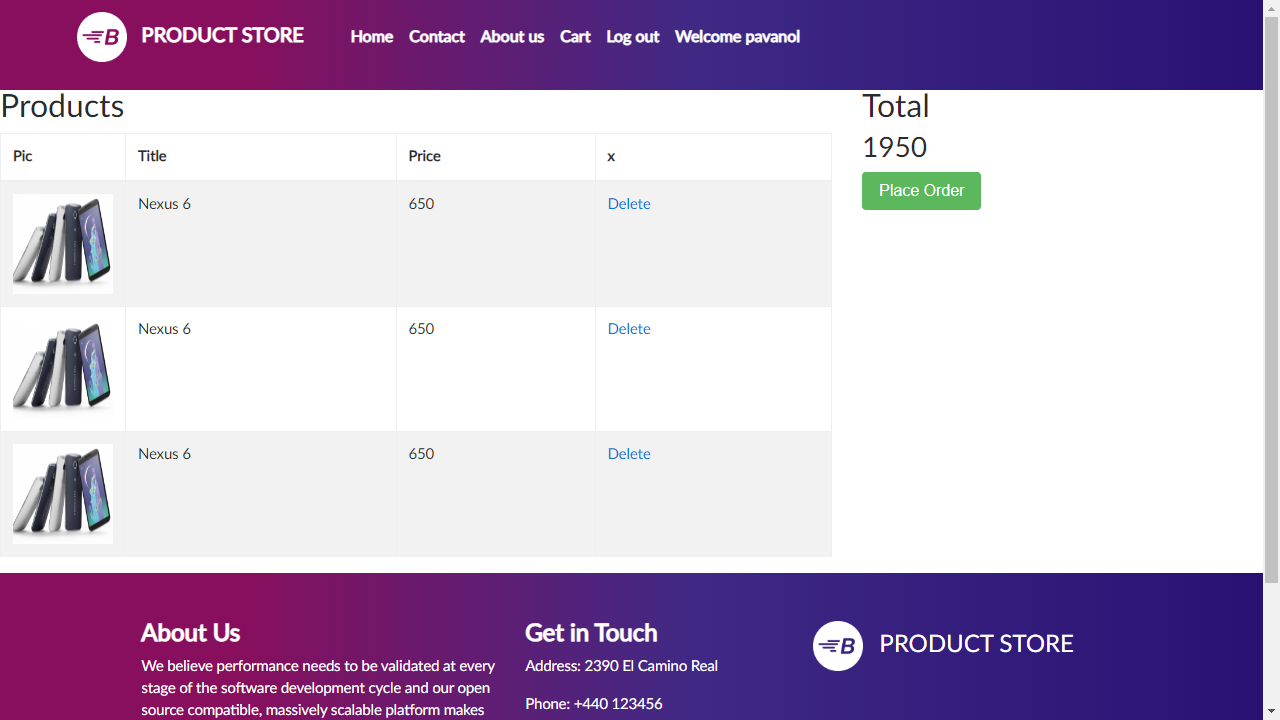 B PRODUCT STORE Home Contact About us Cart Log out Welcome pavanol
Products
Pic Title Price x
Nexus 6 650 Delete
Nexus 6 650 Delete
Nexus 6 650 Delete
Total
1950
Place Order
About Us
We believe performance needs to be validated at every
stage of the software development cycle and our open
source compatible, massively scalable platform makes
Get in Touch
Address: 2390 El Camino Real
Phone: +440 123456
B PRODUCT STORE